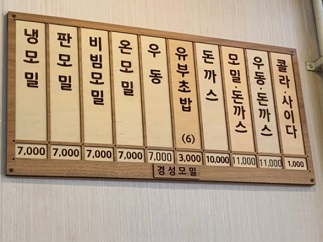 냉모밀 7,000
판모밀 7,000
비빔모밀 7,000
온모밀 7,000
우동 7,000
유부초밥 (6) 3,000
돈까스 10,000
모밀·돈까스 11,000
우동·돈까스 11,000
콜라·사이다 1,000
경성모밀